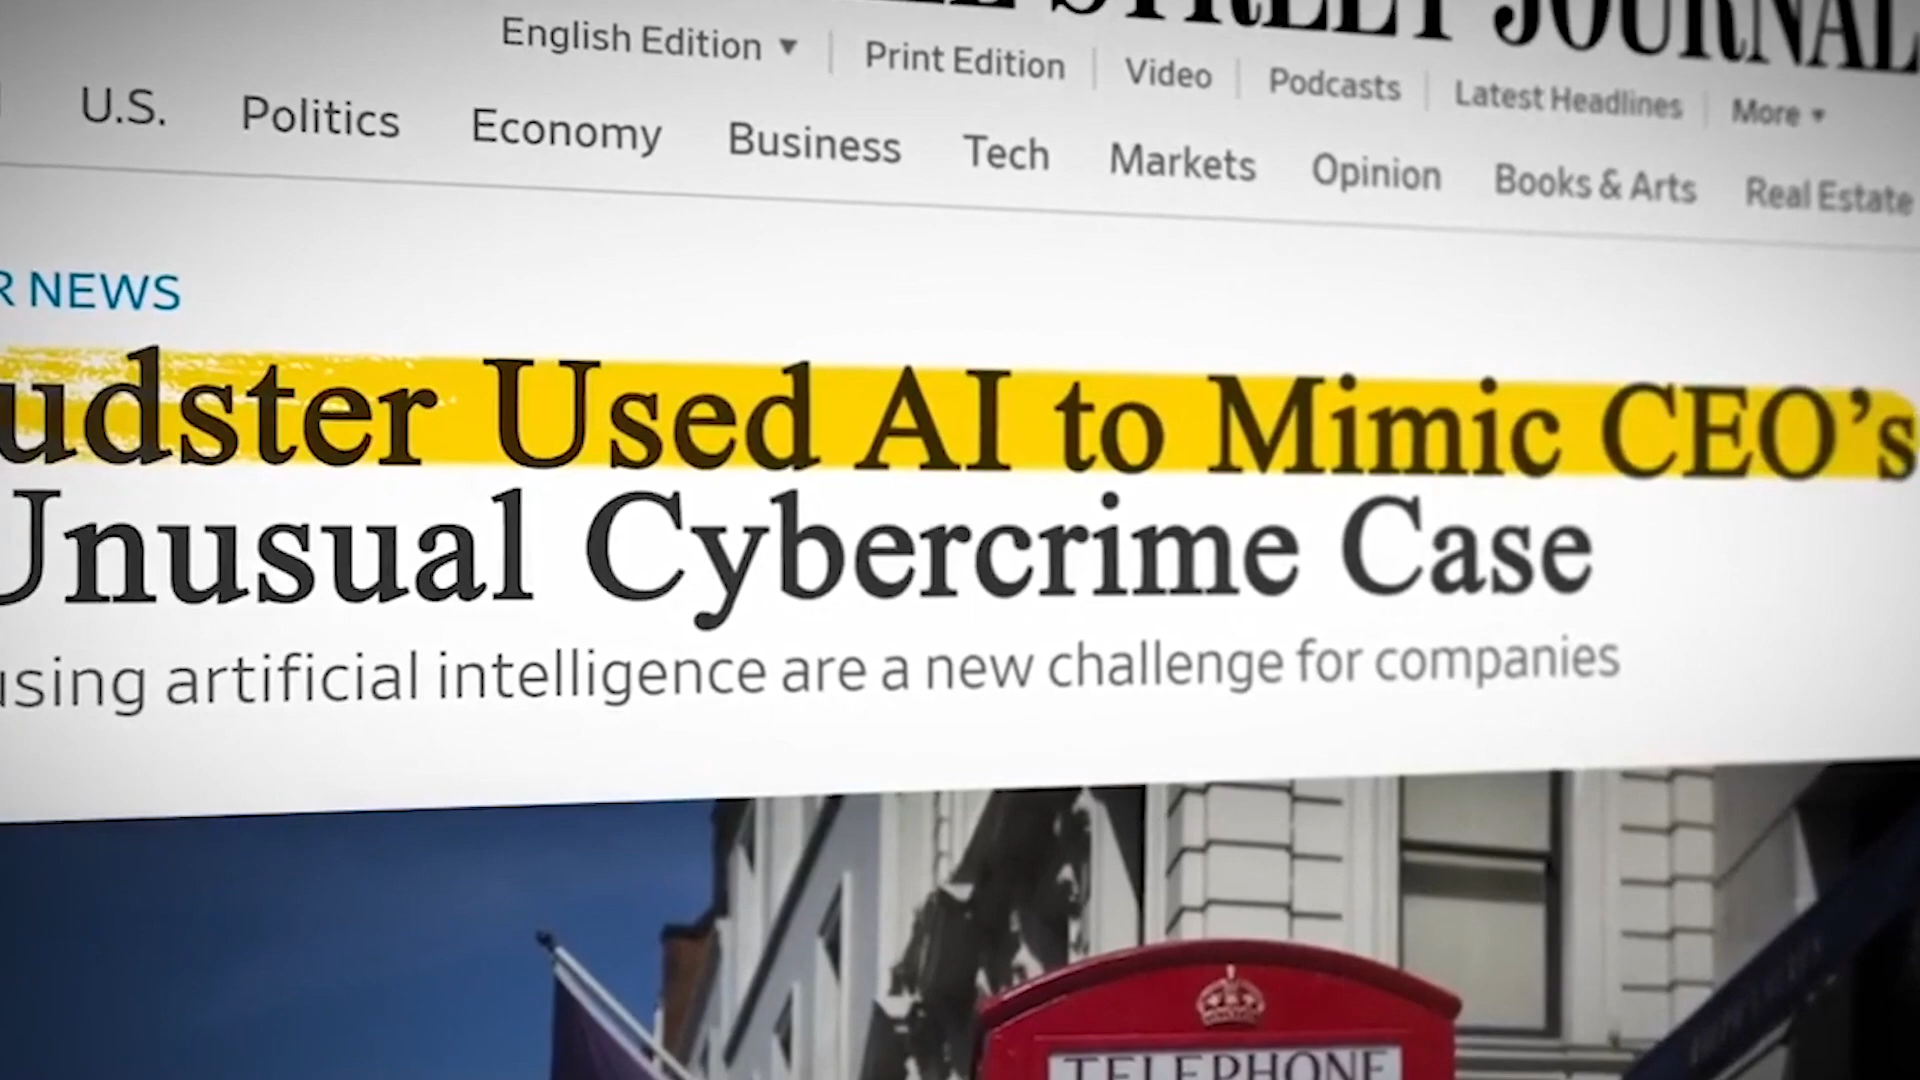 STREET JOURNAL
English Edition ▼ Print Edition Video Podcasts Latest Headlines More ▼
U.S. Politics Economy Business Tech Markets Opinion Books & Arts Real Estate
R NEWS
udster Used AI to Mimic CEO’s
Unusual Cybercrime Case
using artificial intelligence are a new challenge for companies
TELEPHONE